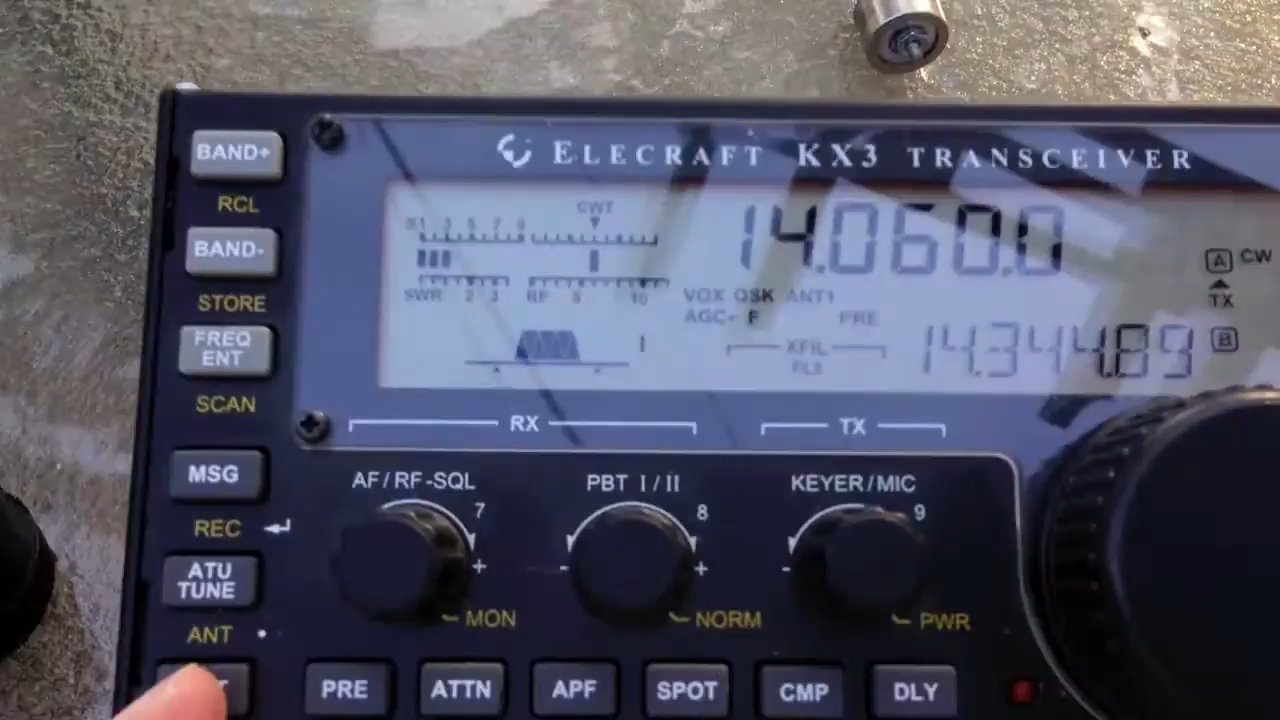 ELECRAFT KX3 TRANSCEIVER
BAND+
RCL
BAND-
STORE
FREQ
ENT
SCAN
MSG
REC
ATU
TUNE
ANT
S1 3 5 7 9
CWT
SWR 2 3 RF 5 10
14.060.0
VOX QSK ANT1
AGC- F PRE
XFIL
FL3
I
A CW
TX
B
14.344.89
RX
TX
AF/RF-SQL
7
+
MON
PBT I/II
8
- +
NORM
KEYER/MIC
9
-
PWR
PRE
ATTN
APF
SPOT
CMP
DLY